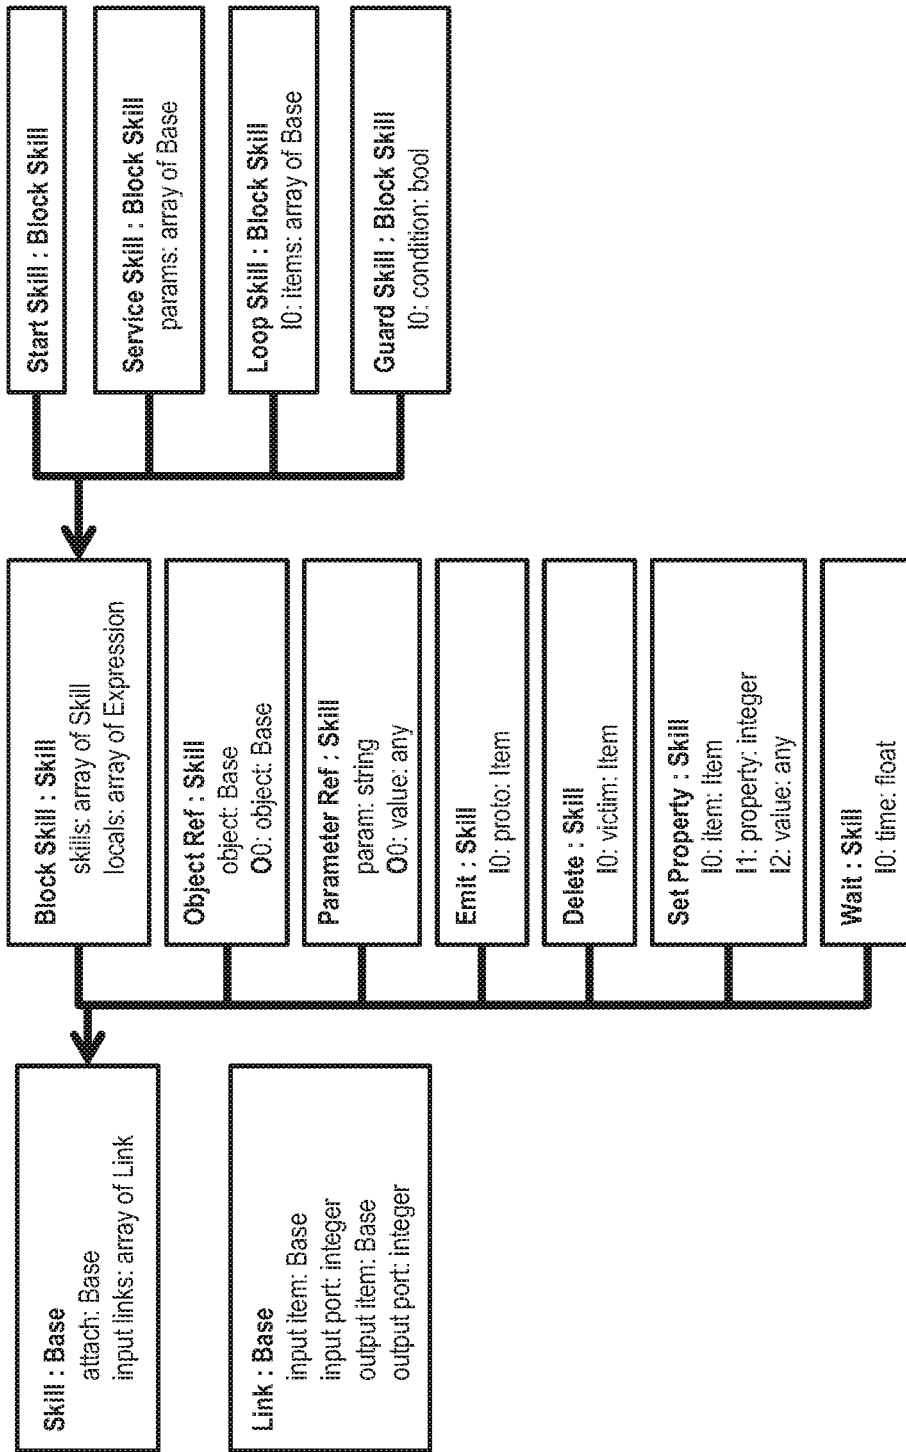 Skill : Base
attach: Base
input links: array of Link
Link : Base
input item: Base
input port: integer
output item: Base
output port: integer
Block Skill : Skill
skills: array of Skill
locals: array of Expression
Object Ref : Skill
object: Base
O0: object: Base
Parameter Ref : Skill
param: string
O0: value: any
Emit : Skill
I0: proto: Item
Delete : Skill
I0: victim: Item
Set Property : Skill
I0: item: Item
I1: property: integer
I2: value: any
Wait : Skill
I0: time: float
Start Skill : Block Skill
Service Skill : Block Skill
params: array of Base
Loop Skill : Block Skill
I0: items: array of Base
Guard Skill : Block Skill
I0: condition: bool